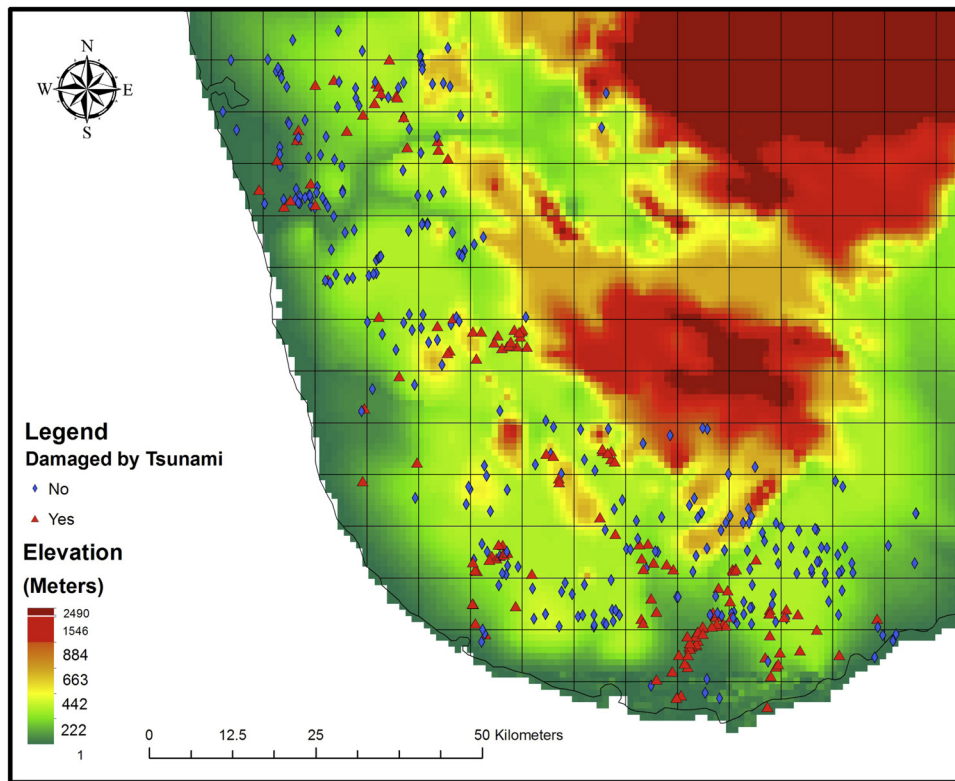 N
W E
S
Legend
Damaged by Tsunami
No
Yes
Elevation
(Meters)
2490
1546
884
663
442
222
1
0 12.5 25 50 Kilometers